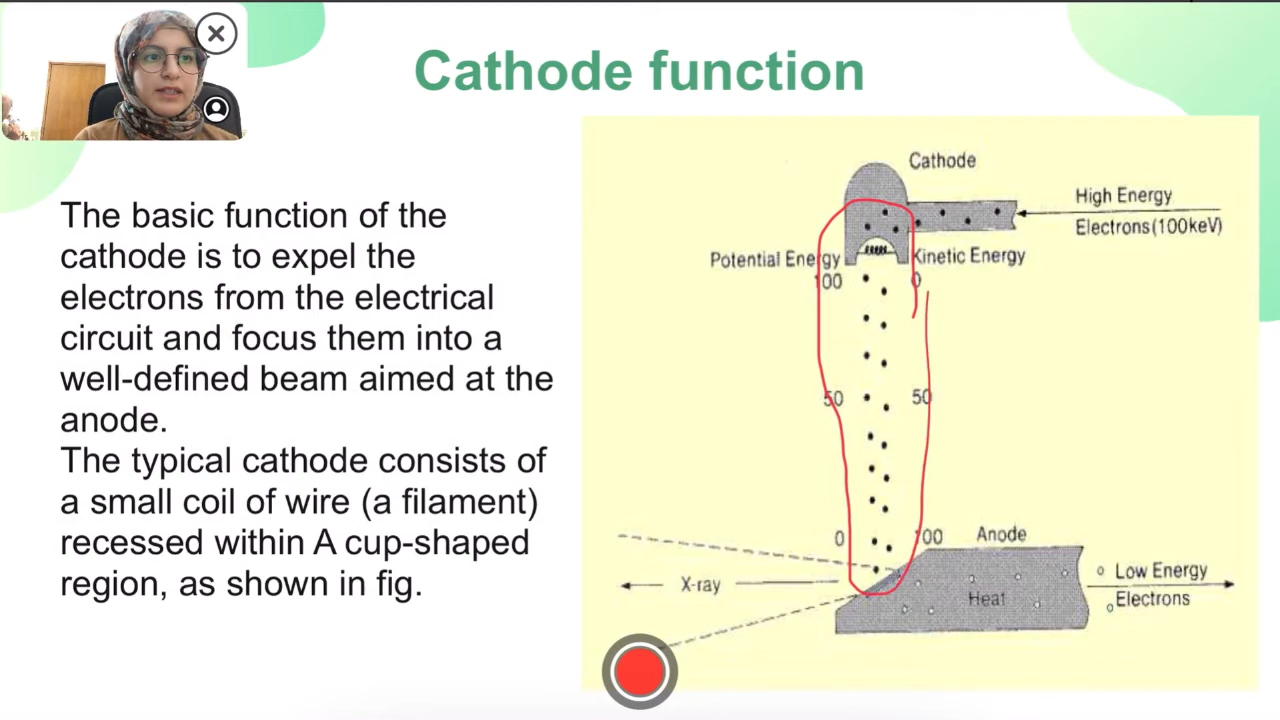 Cathode function
The basic function of the
cathode is to expel the
electrons from the electrical
circuit and focus them into a
well-defined beam aimed at the
anode.
The typical cathode consists of
a small coil of wire (a filament)
recessed within A cup-shaped
region, as shown in fig.
Cathode
High Energy
Electrons(100keV)
Potential Energy
Kinetic Energy
100
0
50
50
0
100
Anode
X-ray
Heat
Low Energy
Electrons